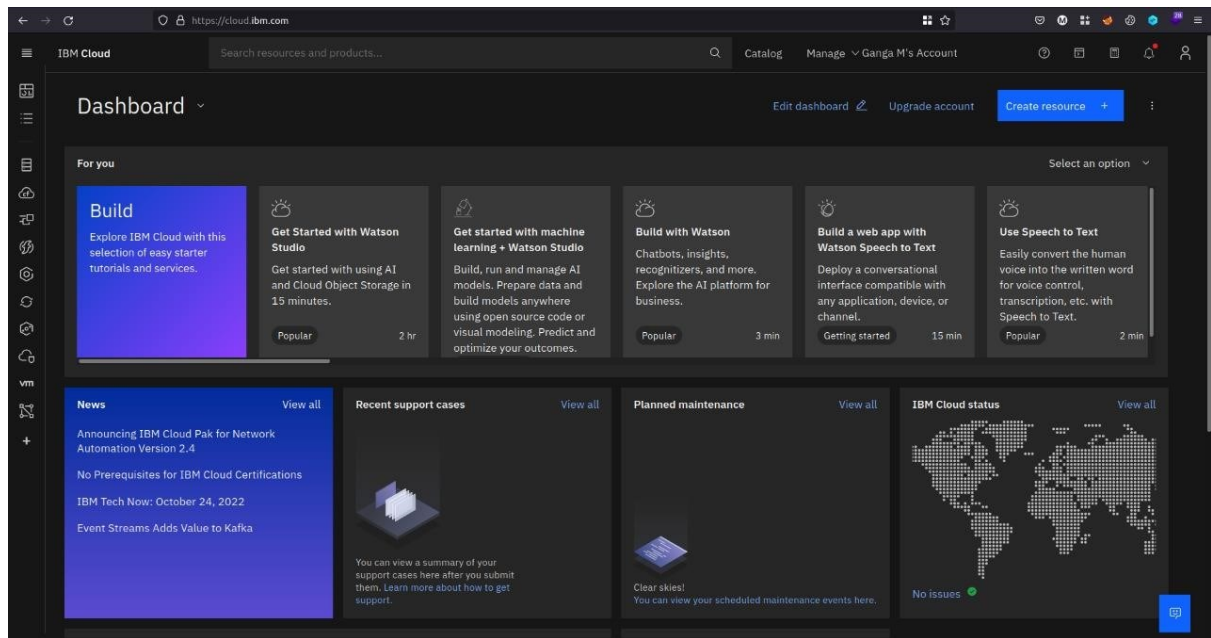 https://cloud.ibm.com
28
IBM Cloud
Search resources and products...
Catalog
Manage
Ganga M's Account
Dashboard
Edit dashboard
Upgrade account
Create resource +
For you
Select an option
Build
Explore IBM Cloud with this
selection of easy starter
tutorials and services.
Get Started with Watson
Studio
Get started with using AI
and Cloud Object Storage in
15 minutes.
Popular
2 hr
Get started with machine
learning + Watson Studio
Build, run and manage AI
models. Prepare data and
build models anywhere
using open source code or
visual modeling. Predict and
optimize your outcomes.
Build with Watson
Chatbots, insights,
recognitizers, and more.
Explore the AI platform for
business.
Popular
3 min
Build a web app with
Watson Speech to Text
Deploy a conversational
interface compatible with
any application, device, or
channel.
Getting started
15 min
Use Speech to Text
Easily convert the human
voice into the written word
for voice control,
transcription, etc. with
Speech to Text.
Popular
2 min
vm
News
View all
Announcing IBM Cloud Pak for Network
Automation Version 2.4
No Prerequisites for IBM Cloud Certifications
IBM Tech Now: October 24, 2022
Event Streams Adds Value to Kafka
Recent support cases
View all
You can view a summary of your
support cases here after you submit
them. Learn more about how to get
support.
Planned maintenance
View all
Clear skies!
You can view your scheduled maintenance events here.
IBM Cloud status
View all
No issues